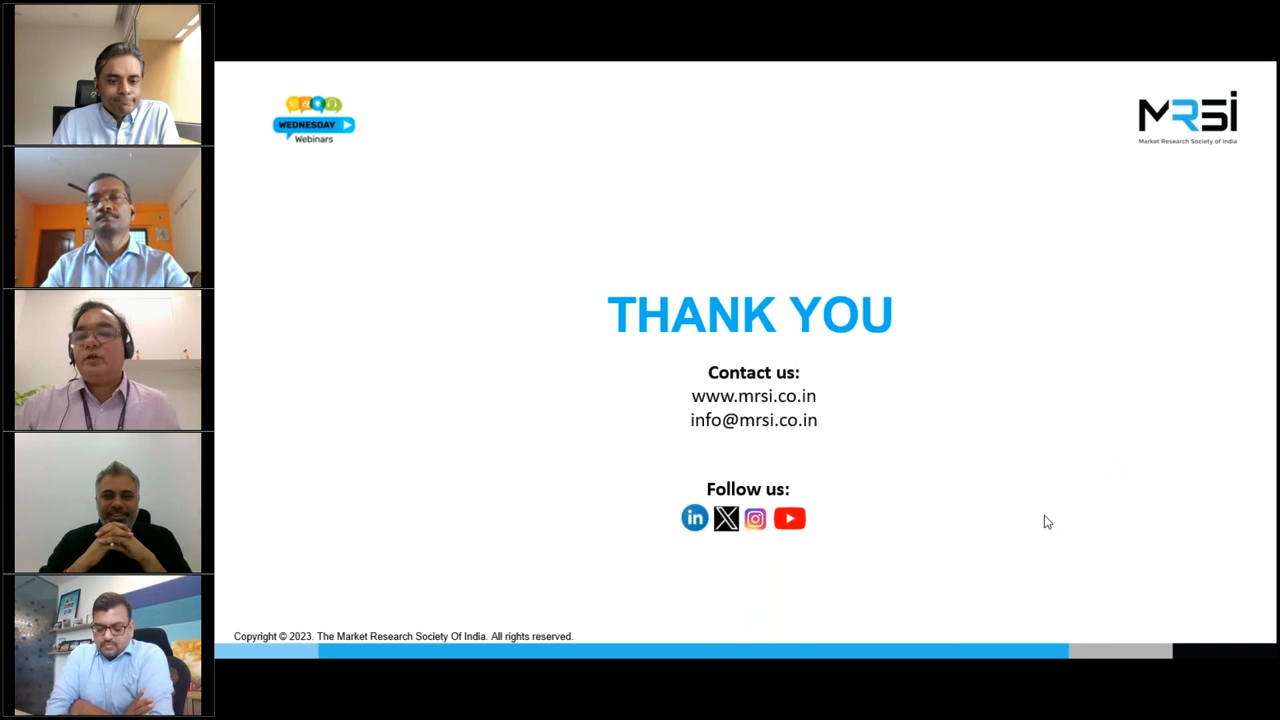 WEDNESDAY
Webinars
MRSI
Market Research Society of India
THANK YOU
Contact us:
www.mrsi.co.in
info@mrsi.co.in
Follow us:
in
Copyright © 2023. The Market Research Society Of India. All rights reserved.